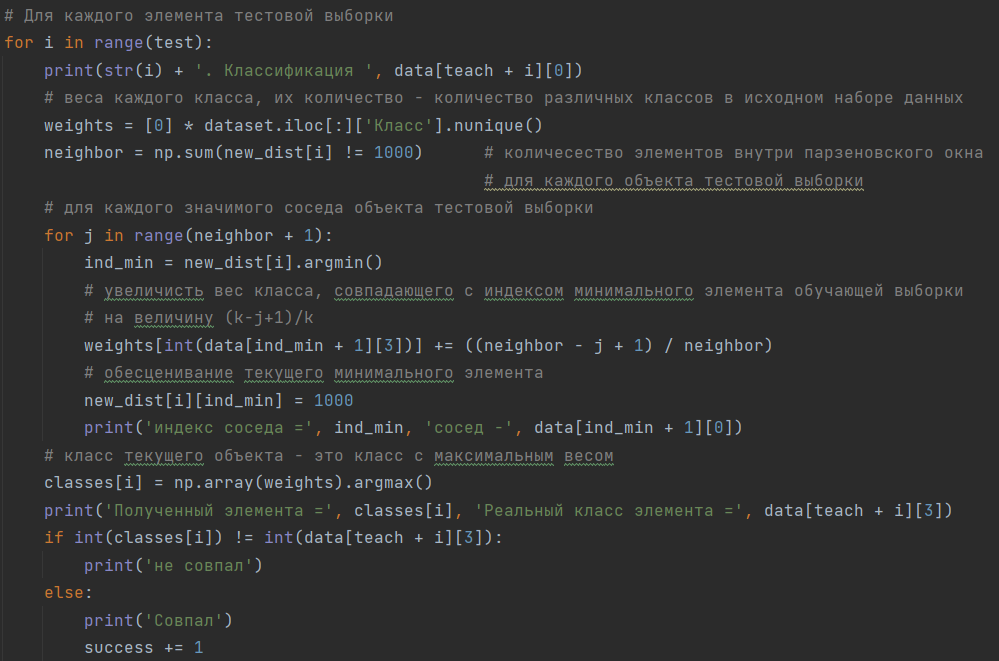 # Для каждого элемента тестовой выборки
for i in range(test):
    print(str(i) + '. Классификация ', data[teach + i][0])
    # веса каждого класса, их количество - количество различных классов в исходном наборе данных
    weights = [0] * dataset.iloc[:]['Класс'].nunique()
    neighbor = np.sum(new_dist[i] != 1000)      # количесество элементов внутри парзеновского окна
                                                # для каждого объекта тестовой выборки
    # для каждого значимого соседа объекта тестовой выборки
    for j in range(neighbor + 1):
        ind_min = new_dist[i].argmin()
        # увеличисть вес класса, совпадающего с индексом минимального элемента обучающей выборки
        # на величину (k-j+1)/k
        weights[int(data[ind_min + 1][3])] += ((neighbor - j + 1) / neighbor)
        # обесценивание текущего минимального элемента
        new_dist[i][ind_min] = 1000
        print('индекс соседа =', ind_min, 'сосед -', data[ind_min + 1][0])
    # класс текущего объекта - это класс с максимальным весом
    classes[i] = np.array(weights).argmax()
    print('Полученный элемента =', classes[i], 'Реальный класс элемента =', data[teach + i][3])
    if int(classes[i]) != int(data[teach + i][3]):
        print('не совпал')
    else:
        print('Совпал')
        success += 1